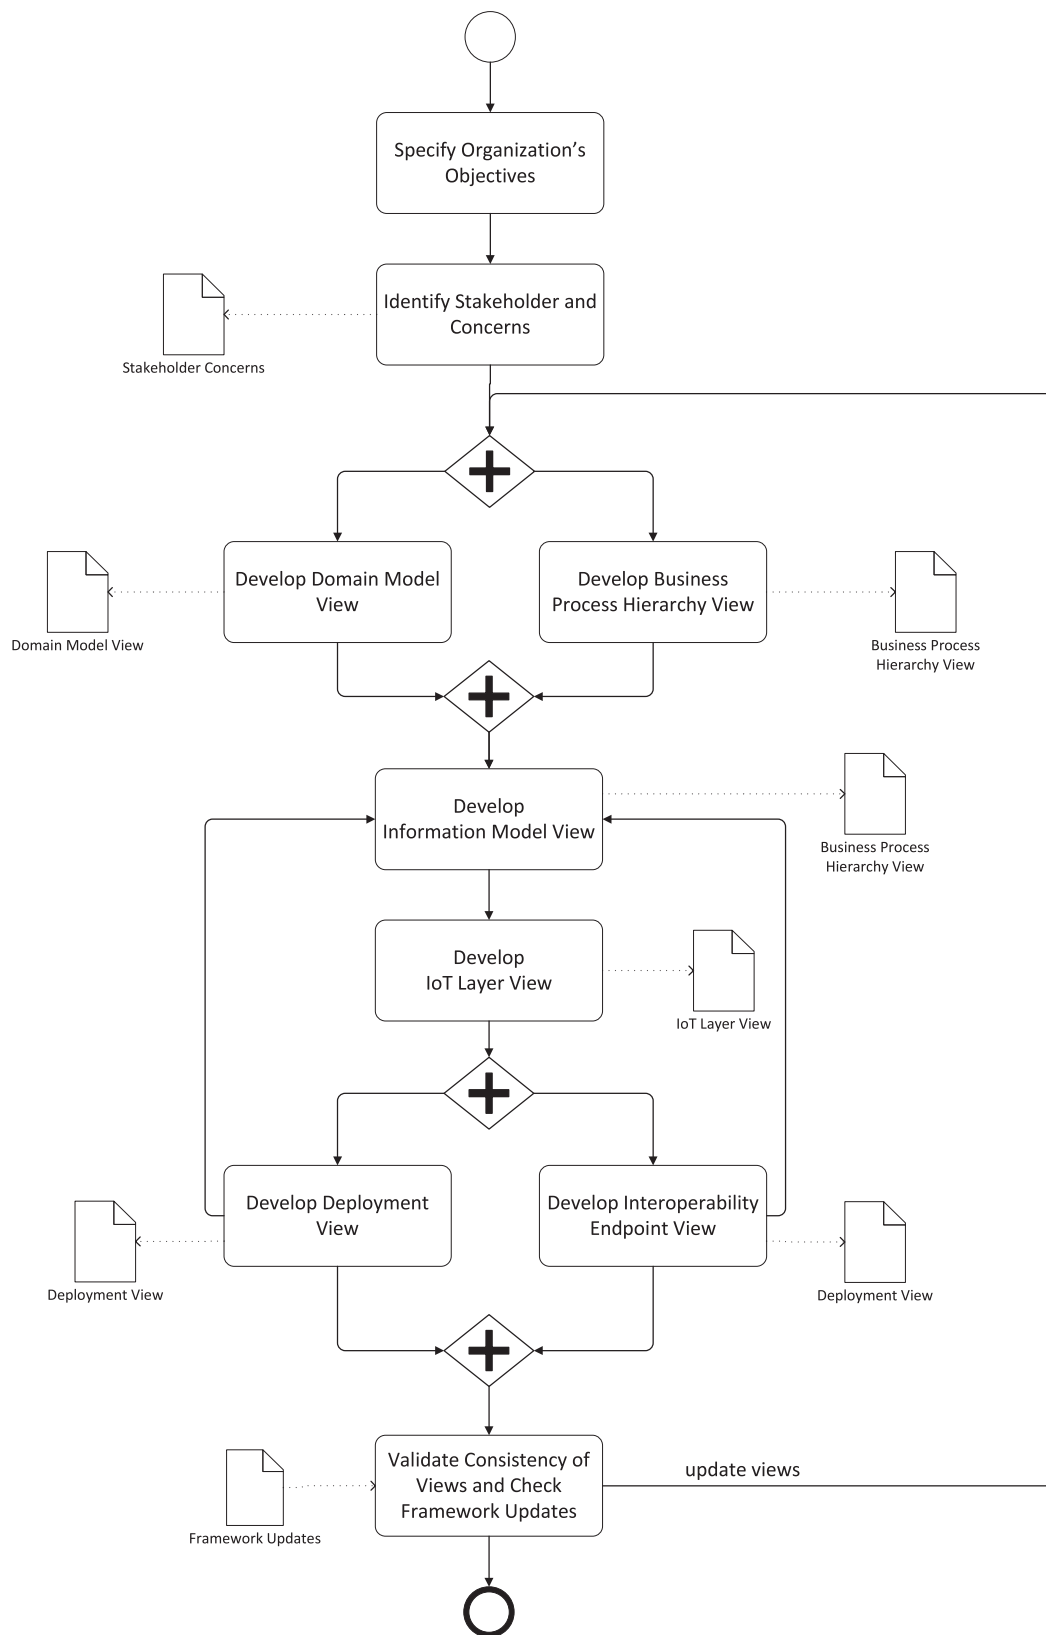 Specify Organization’s
Objectives
Identify Stakeholder and
Concerns
Stakeholder Concerns
Develop Domain Model
View
Develop Business
Process Hierarchy View
Domain Model View
Business Process
Hierarchy View
Develop
Information Model View
Business Process
Hierarchy View
Develop
IoT Layer View
IoT Layer View
Develop Deployment
View
Develop Interoperability
Endpoint View
Deployment View
Deployment View
Validate Consistency of
Views and Check
Framework Updates
update views
Framework Updates